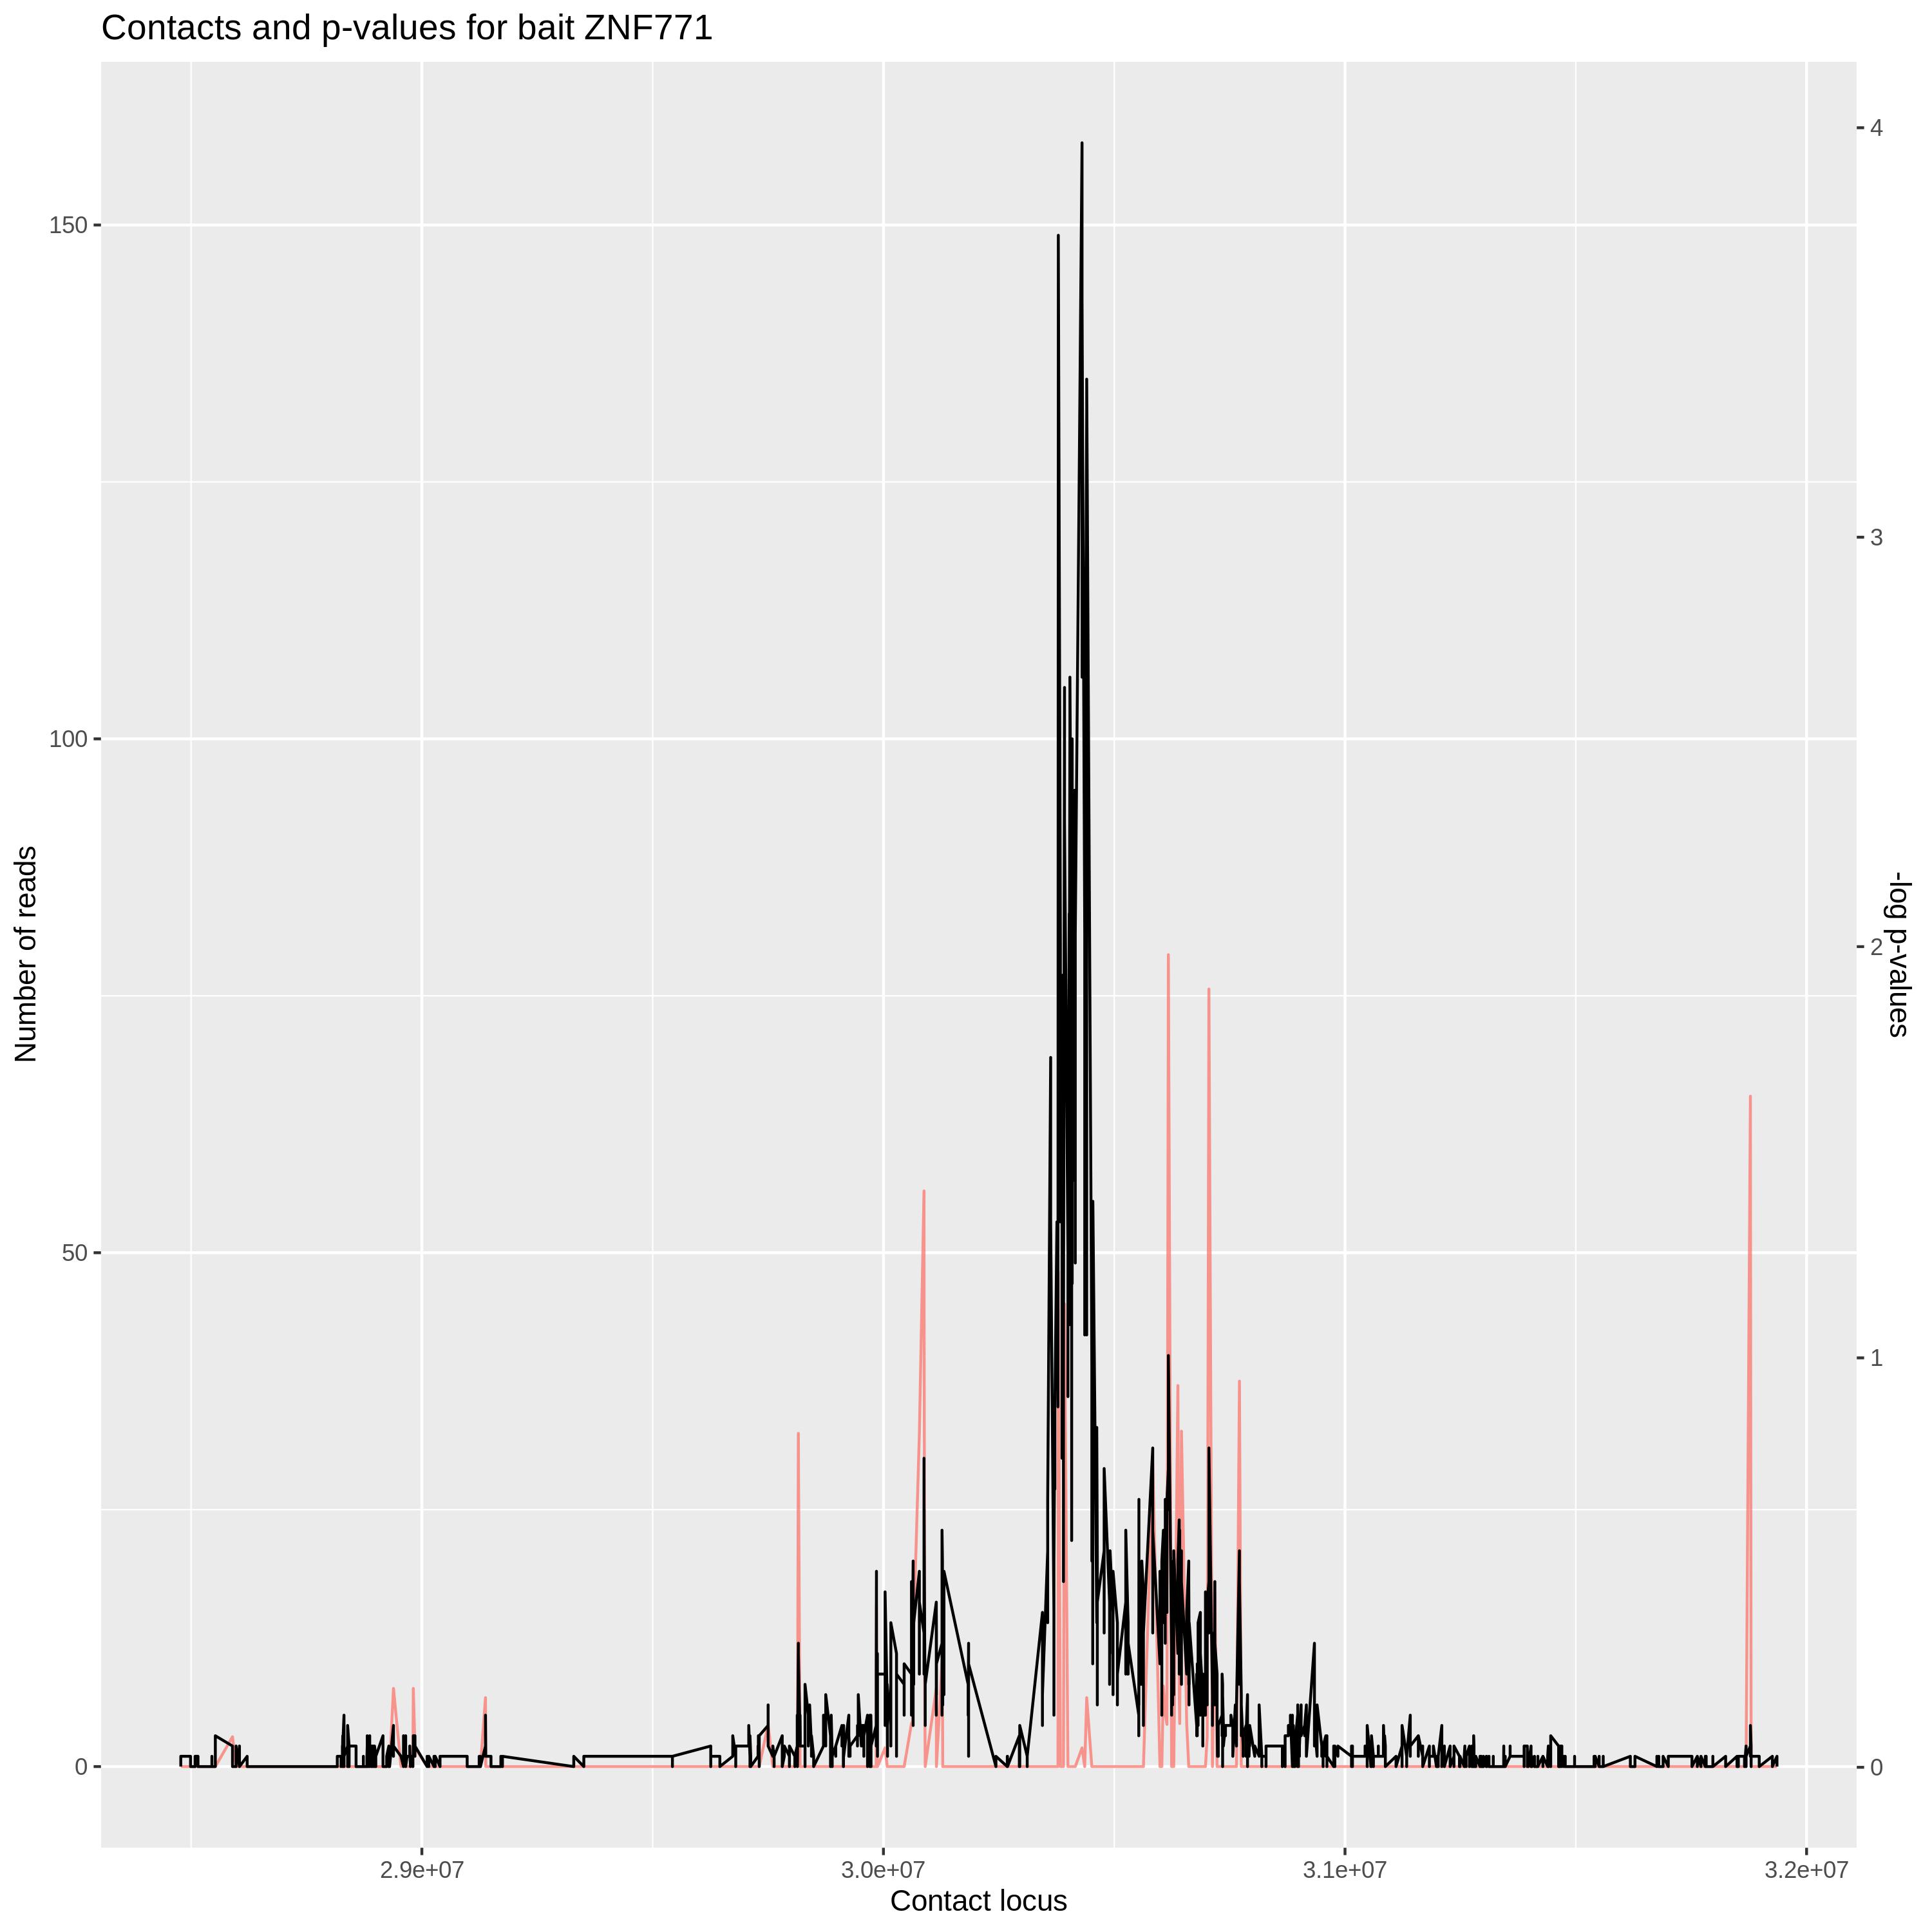 Contacts and p-values for bait ZNF771
Number of reads
150
100
50
0
4
3
2
1
0
-log p-values
2.9e+07
3.0e+07
3.1e+07
3.2e+07
Contact locus